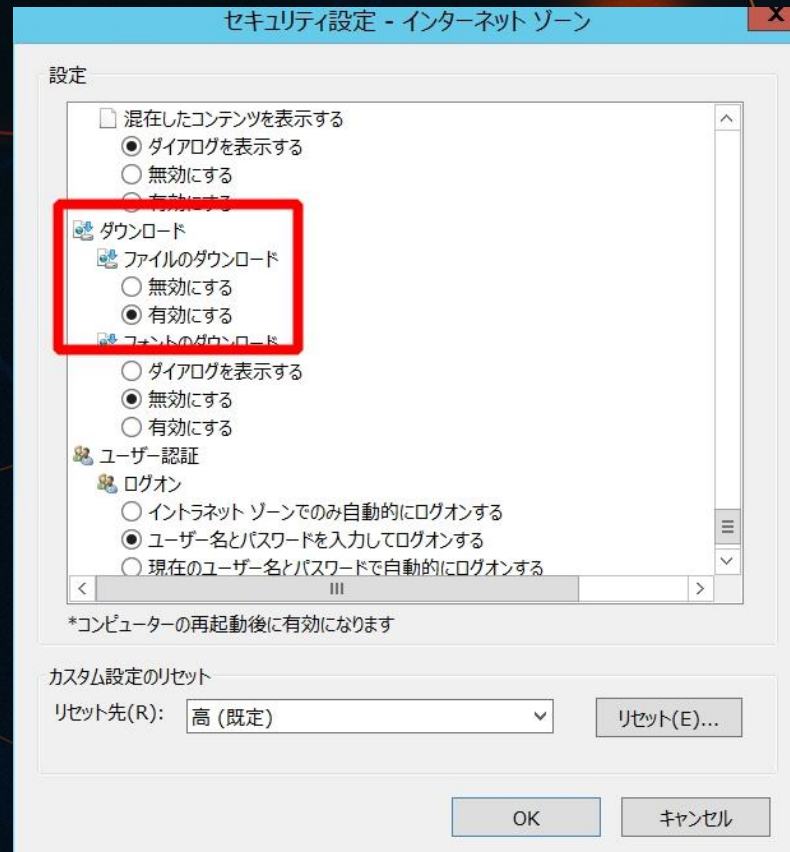 セキュリティ設定 - インターネット ゾーン
X
設定
混在したコンテンツを表示する
ダイアログを表示する
無効にする
有効にする
ダウンロード
ファイルのダウンロード
無効にする
有効にする
フォントのダウンロード
ダイアログを表示する
無効にする
有効にする
ユーザー認証
ログオン
イントラネット ゾーンでのみ自動的にログオンする
ユーザー名とパスワードを入力してログオンする
現在のユーザー名とパスワードで自動的にログオンする
*コンピューターの再起動後に有効になります
カスタム設定のリセット
リセット先(R): 高 (既定) リセット(E)...
OK キャンセル